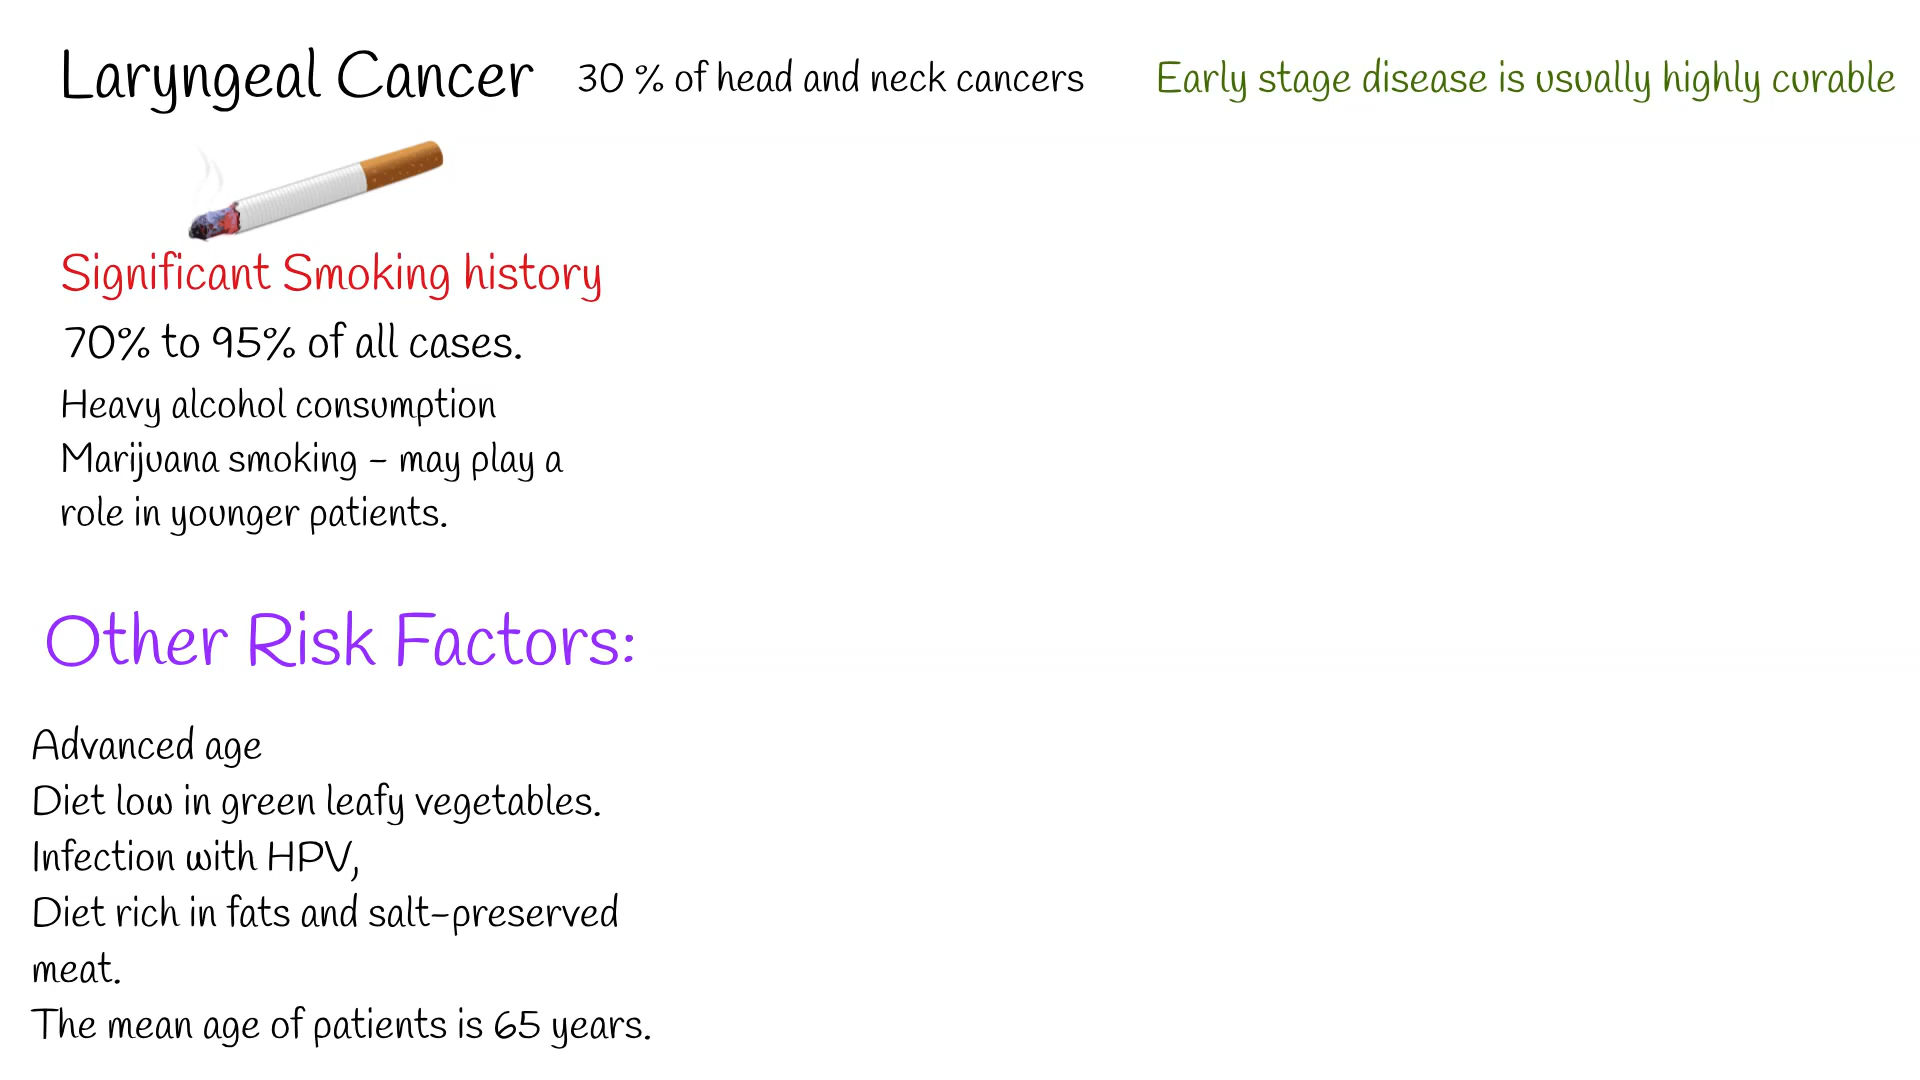 Laryngeal Cancer 30 % of head and neck cancers Early stage disease is usually highly curable
Significant Smoking history
70% to 95% of all cases.
Heavy alcohol consumption
Marijuana smoking - may play a
role in younger patients.
Other Risk Factors:
Advanced age
Diet low in green leafy vegetables.
Infection with HPV,
Diet rich in fats and salt-preserved
meat.
The mean age of patients is 65 years.